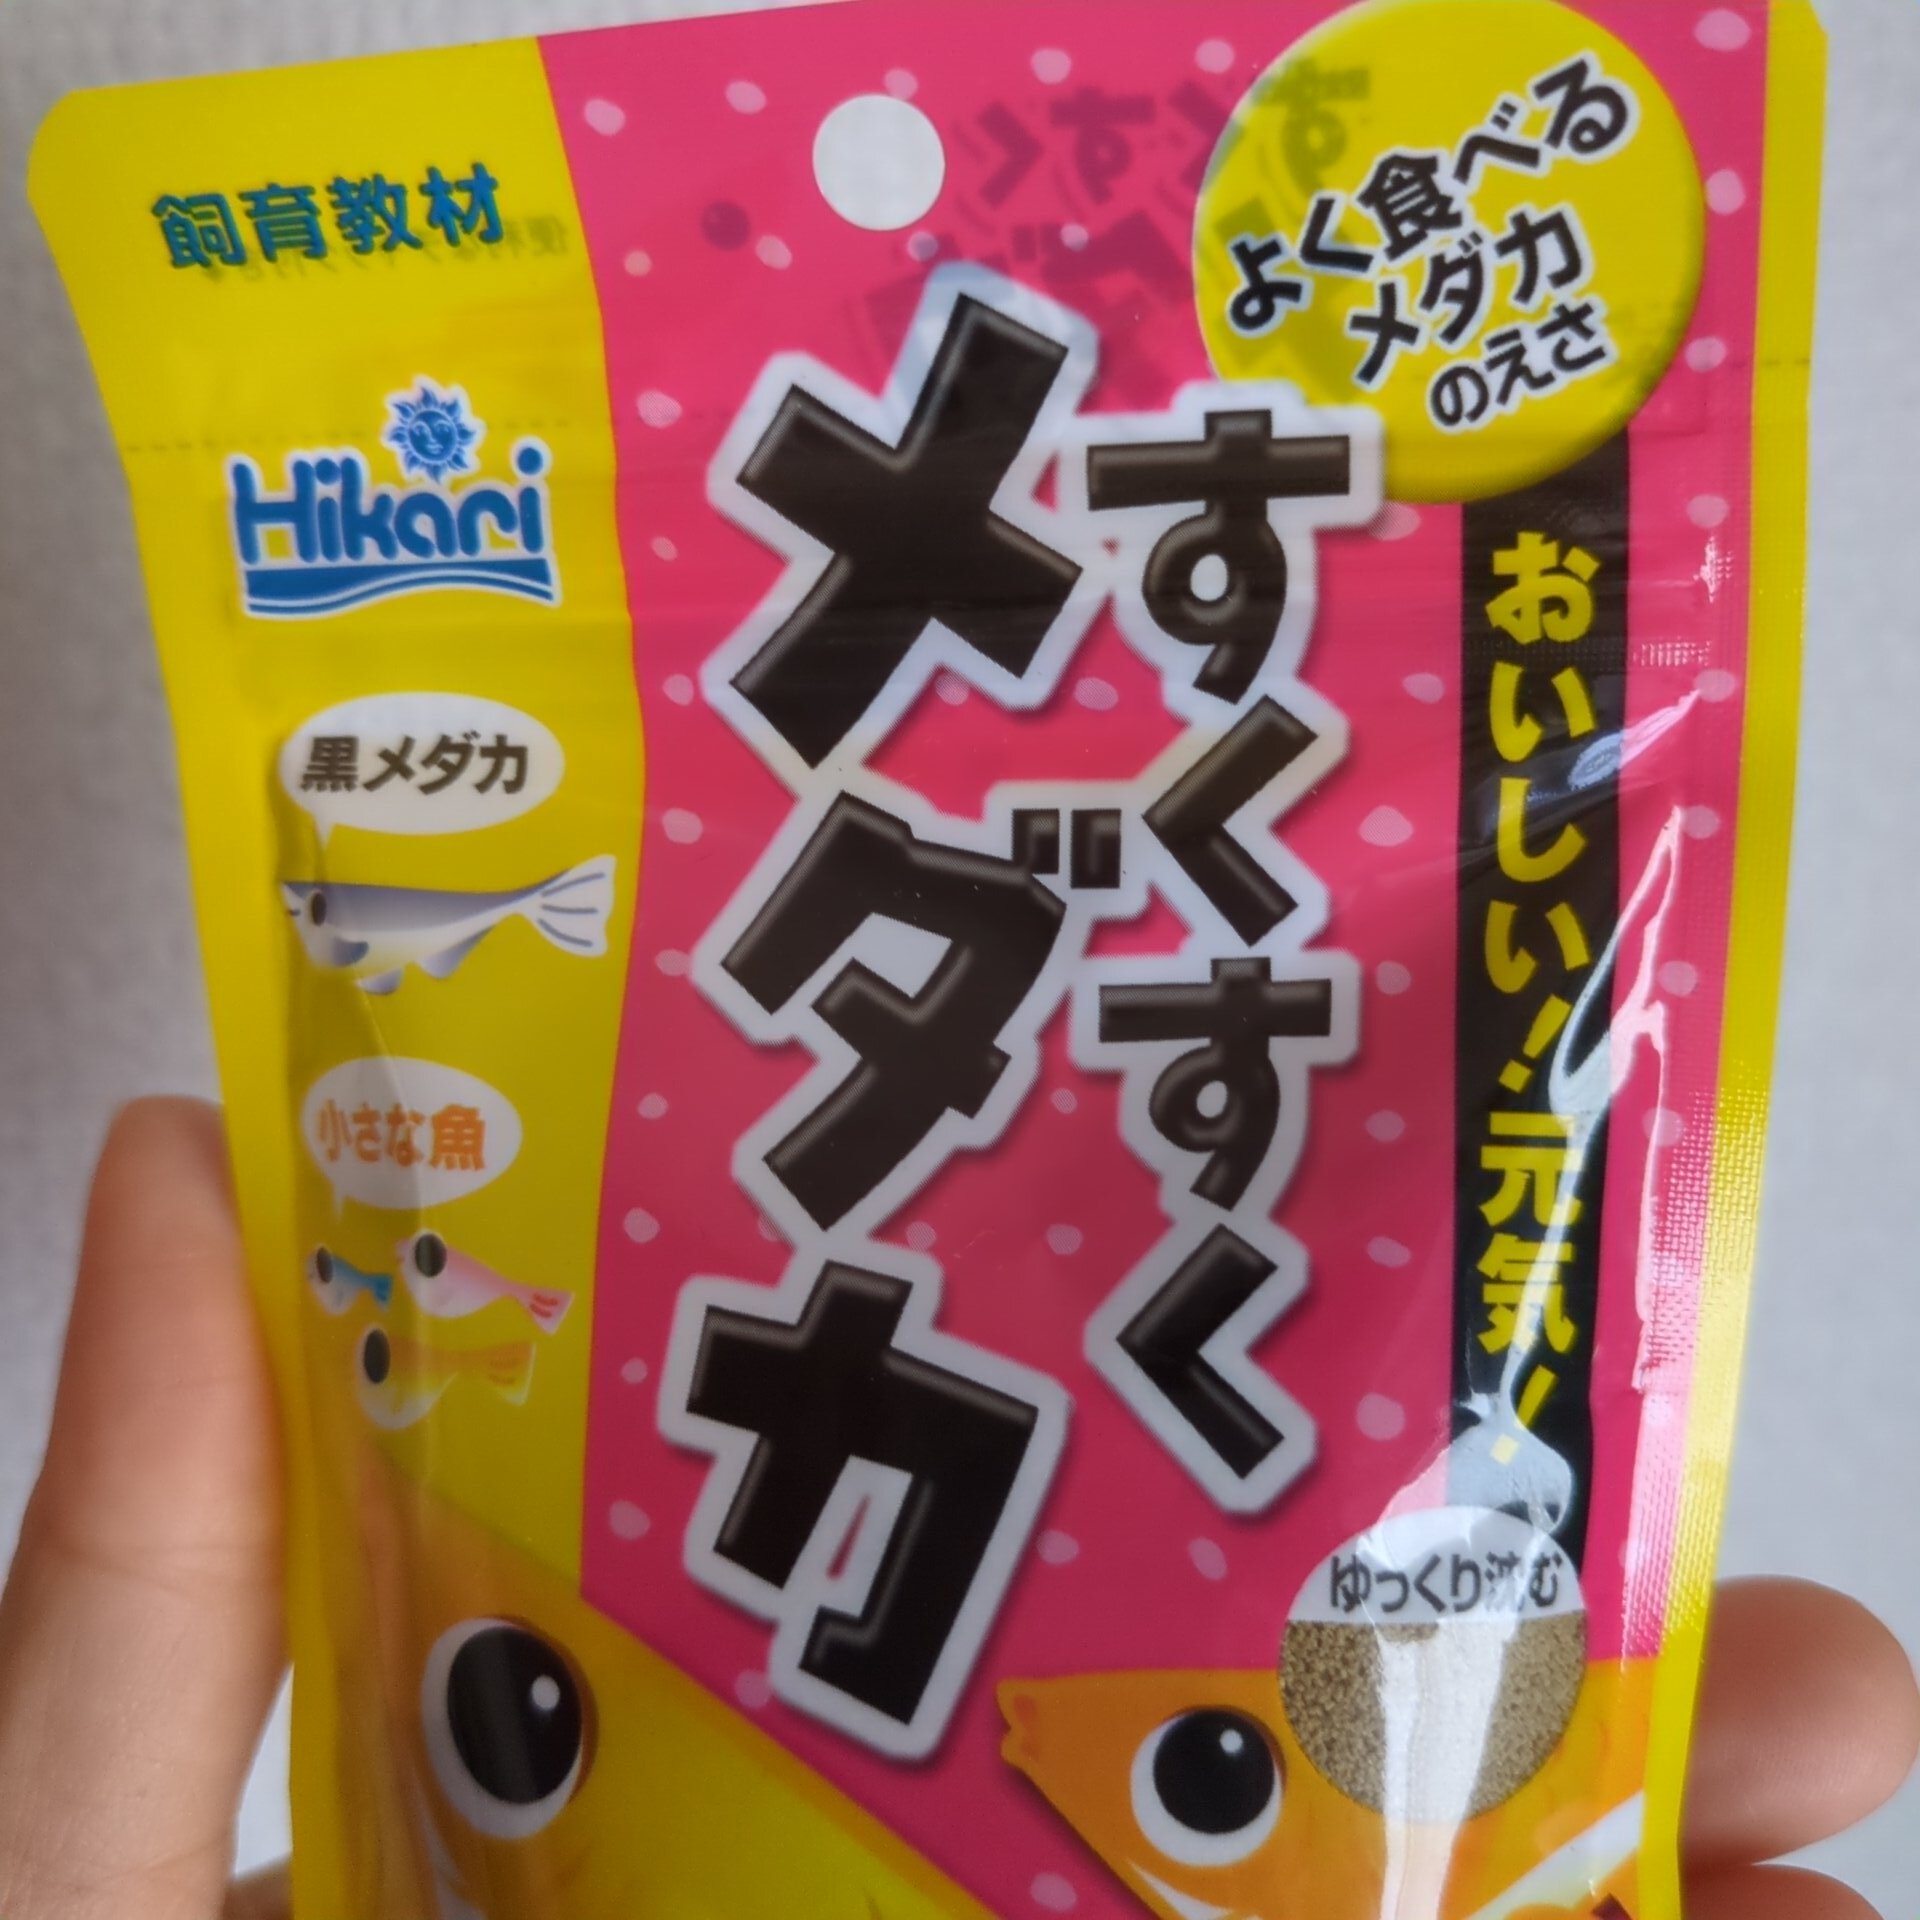 飼育教材
よく食べる
メダカ
のえさ
Hikari
すくすく
メダカ
おいしい!元気!
黒メダカ
小さな魚
ゆっくり沈む